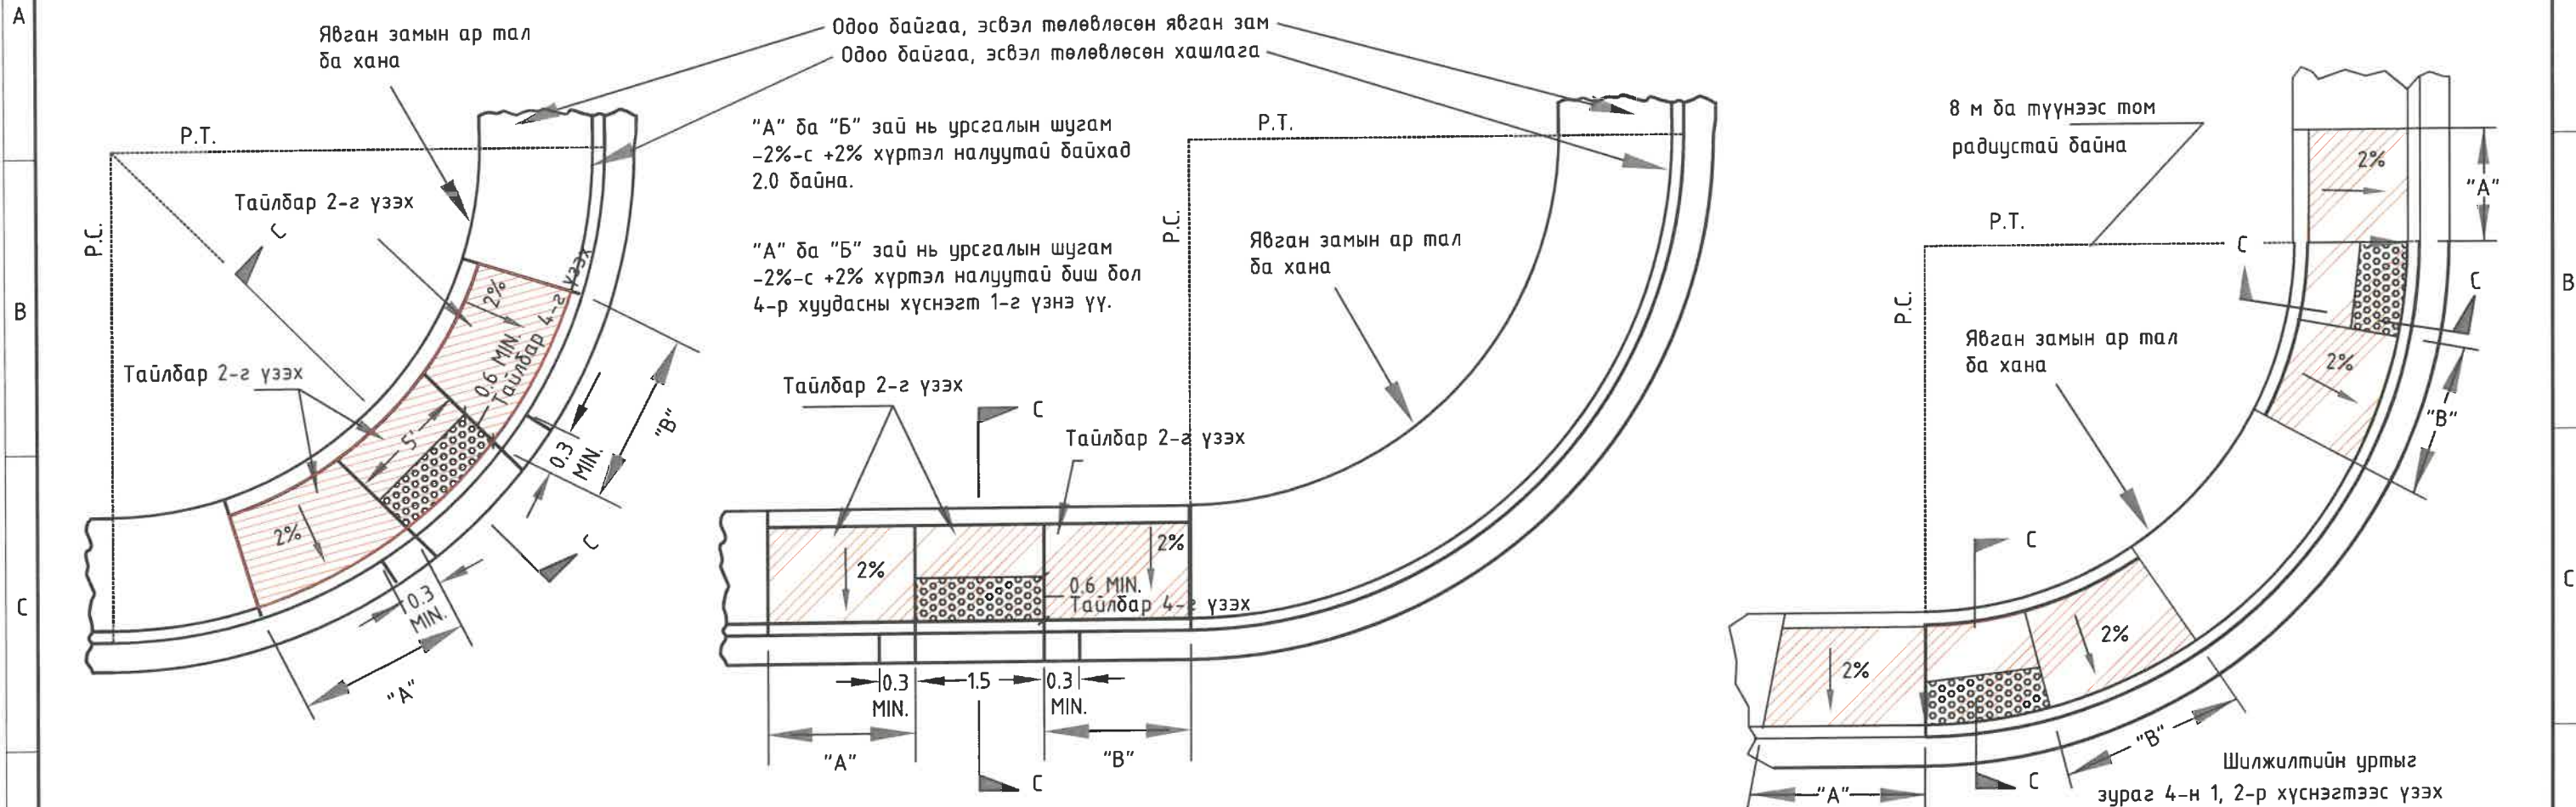 A
Явган замын ар тал
ба хана
Одоо байгаа, эсвэл төлөвлөсөн явган зам
Одоо байгаа, эсвэл төлөвлөсөн хашлага
P.T.
P.C.
Тайлбар 2-г үзэх
C
2%
0.6 MIN.
Тайлбар 4-г үзэх
Тайлбар 2-г үзэх
5'
2%
0.3
MIN.
"B"
C
0.3
MIN.
"A"
"А" ба "Б" зай нь урсгалын шугам
-2%-с +2% хүртэл налуутай байхад
2.0 байна.
"А" ба "Б" зай нь урсгалын шугам
-2%-с +2% хүртэл налуутай биш бол
4-р хуудасны хүснэгт 1-г үзнэ үү.
P.T.
P.C.
Явган замын ар тал
ба хана
Тайлбар 2-г үзэх
C
Тайлбар 2-г үзэх
2%
2%
0.6 MIN.
Тайлбар 4-г үзэх
0.3
MIN.
1.5
0.3
MIN.
"A"
"B"
C
8 м ба түүнээс том
радиустай байна
P.T.
P.C.
2%
"A"
C
C
2%
"B"
Явган замын ар тал
ба хана
C
2%
2%
"B"
"A"
C
Шилжилтийн уртыг
зураг 4-н 1, 2-р хүснэгтээс үзэх
B
C
B
C